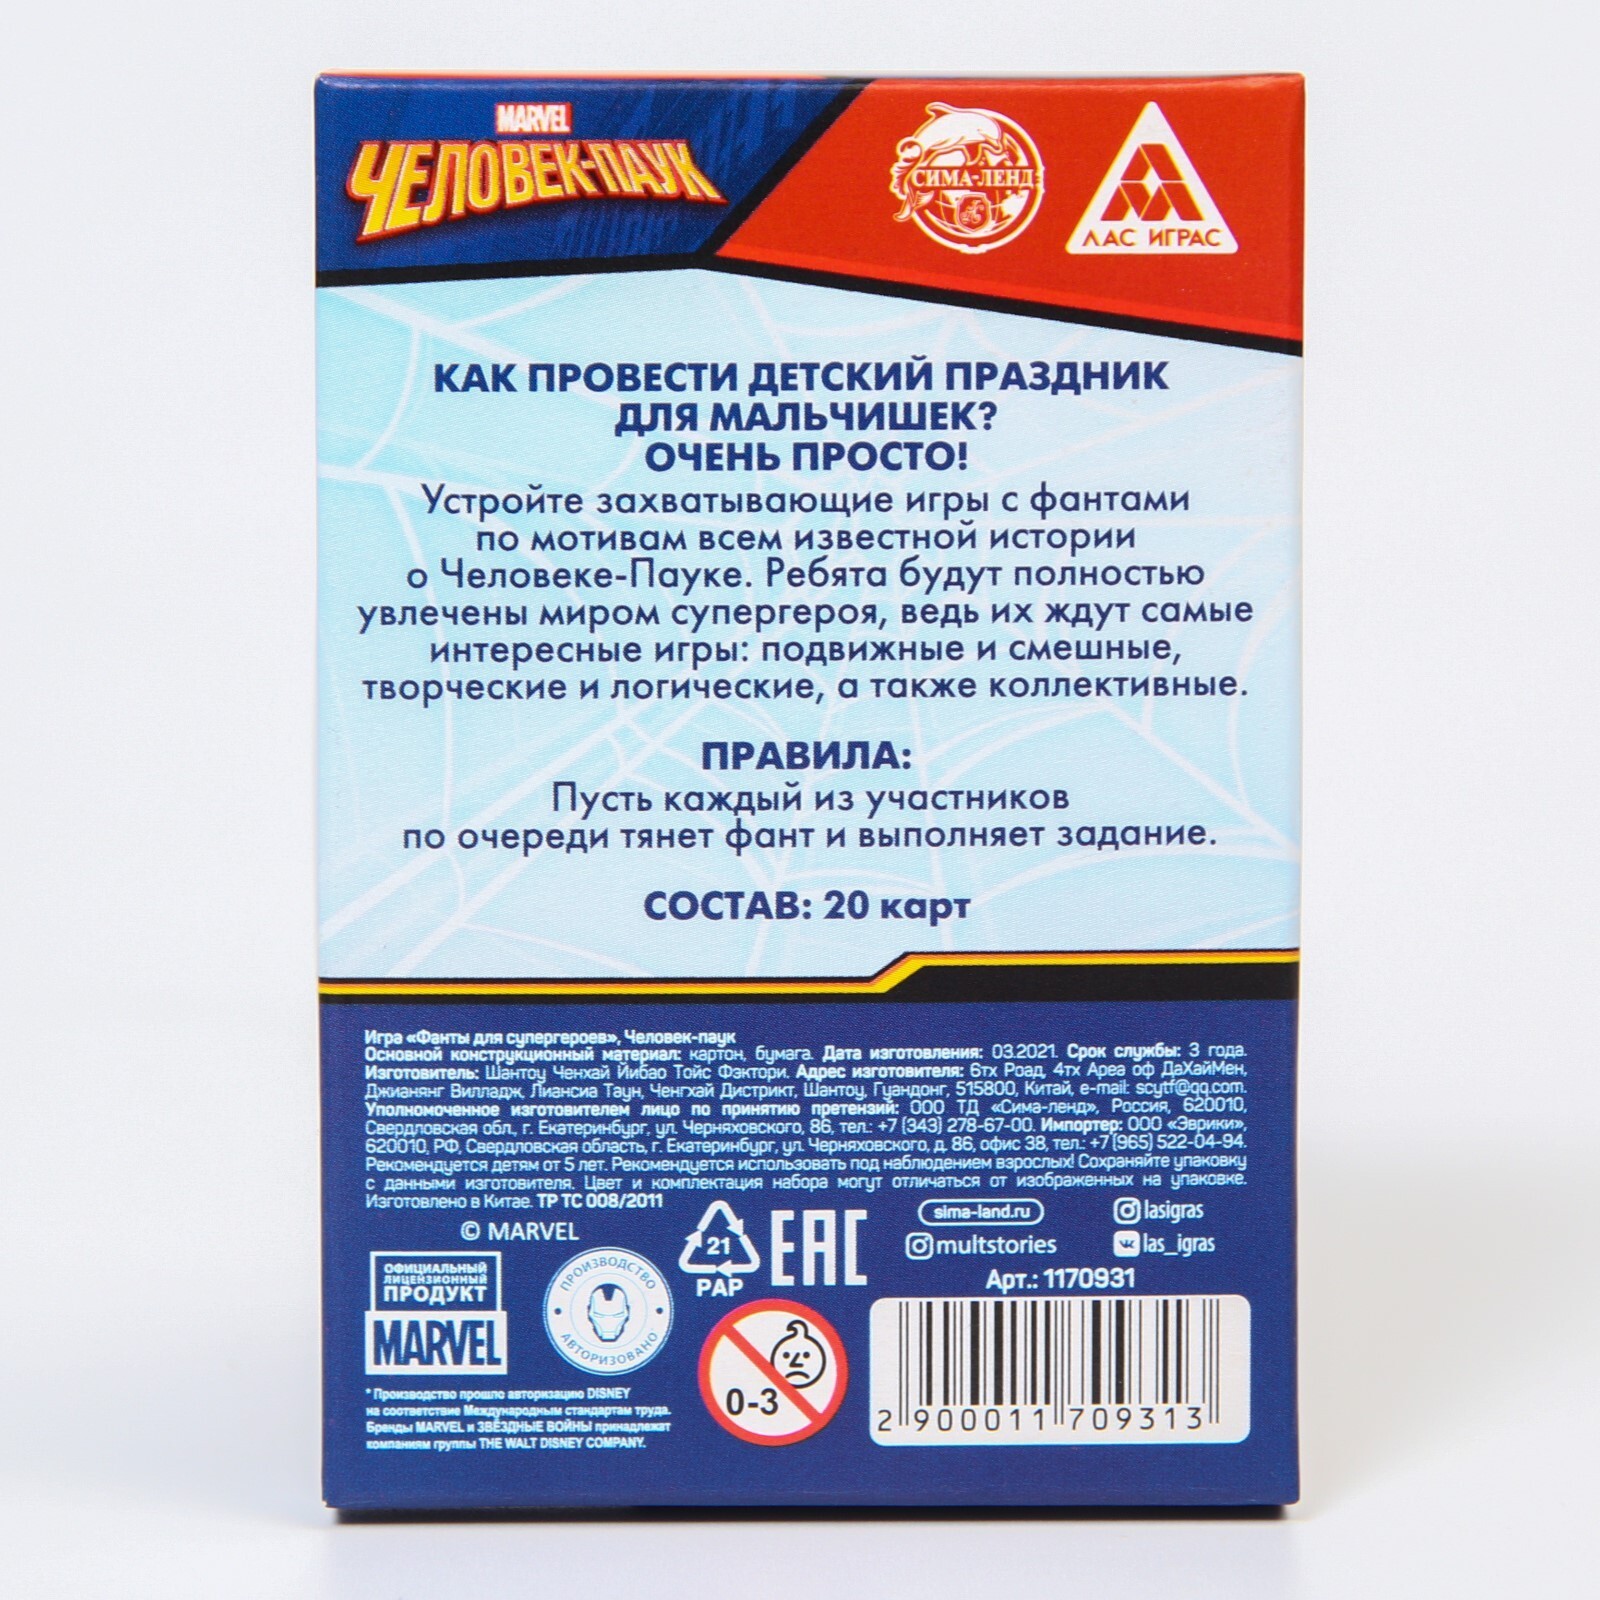 MARVEL
ЧЕЛОВЕК-ПАУК
СИМА-ЛЕНД
ЛАС ИГРАС
КАК ПРОВЕСТИ ДЕТСКИЙ ПРАЗДНИК
ДЛЯ МАЛЬЧИШЕК?
ОЧЕНЬ ПРОСТО!
Устройте захватывающие игры с фантами
по мотивам всем известной истории
о Человеке-Пауке. Ребята будут полностью
увлечены миром супергероя, ведь их ждут самые
интересные игры: подвижные и смешные,
творческие и логические, а также коллективные.
ПРАВИЛА:
Пусть каждый из участников
по очереди тянет фант и выполняет задание.
СОСТАВ: 20 карт
Игра «Фанты для супергероев», Человек-паук
Основной конструкционный материал: картон, бумага. Дата изготовления: 03.2021. Срок службы: 3 года.
Изготовитель: Шантоу Ченхай Йибао Тойс Фэктори. Адрес изготовителя: 6тх Роад, 4тх Ареа оф ДаХайМен,
Джианянг Вилладж, Лиансиа Таун, Ченгхай Дистрикт, Шантоу, Гуандонг, 515800, Китай, e-mail: scytf@qq.com.
Уполномоченное изготовителем лицо по принятию претензий: ООО ТД «Сима-ленд», Россия, 620010,
Свердловская обл., г. Екатеринбург, ул. Черняховского, 86, тел.: +7 (343) 278-67-00. Импортер: ООО «Эврики»,
620010, РФ, Свердловская область, г. Екатеринбург, ул. Черняховского, д. 86, офис 38, тел.: +7 (965) 522-04-94.
Рекомендуется детям от 5 лет. Рекомендуется использовать под наблюдением взрослых! Сохраняйте упаковку
с данными изготовителя. Цвет и комплектация набора могут отличаться от изображенных на упаковке.
Изготовлено в Китае. ТР ТС 008/2011
© MARVEL
ОФИЦИАЛЬНЫЙ
ЛИЦЕНЗИОННЫЙ
ПРОДУКТ
MARVEL
ПРОИЗВОДСТВО
АВТОРИЗОВАНО*
21
PAP
EAC
sima-land.ru
lasigras
multstories
las_igras
Арт.: 1170931
0-3
2 900011 709313
* Производство прошло авторизацию DISNEY
на соответствие Международным стандартам труда.
Бренды MARVEL и ЗВЁЗДНЫЕ ВОЙНЫ принадлежат
компаниям группы THE WALT DISNEY COMPANY.